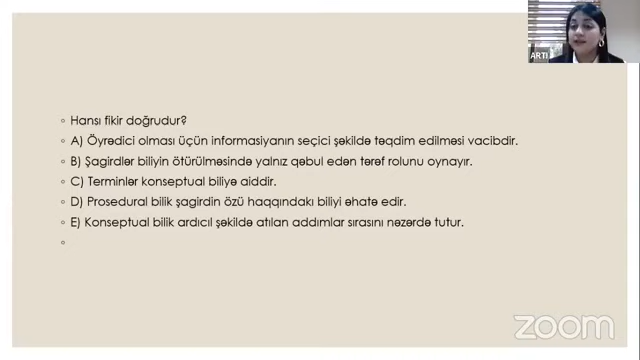 ARTI
Hansı fikir doğrudur?
A) Öyrədici olması üçün informasiyanın seçici şəkildə təqdim edilməsi vacibdir.
B) Şagirdlər biliyin ötürülməsində yalnız qəbul edən tərəf rolunu oynayır.
C) Terminlər konseptual biliyə aiddir.
D) Prosedural bilik şagirdin özü haqqındakı biliyi əhatə edir.
E) Konseptual bilik ardıcıl şəkildə atılan addımlar sırasını nəzərdə tutur.
zoom